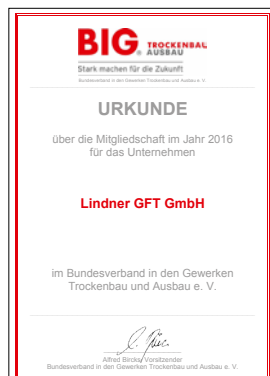 BIG
TROCKENBAU
AUSBAU
Stark machen für die Zukunft
Bundesverband in den Gewerken Trockenbau und Ausbau e. V.
URKUNDE
über die Mitgliedschaft im Jahr 2016
für das Unternehmen
Lindner GFT GmbH
im Bundesverband in den Gewerken
Trockenbau und Ausbau e. V.
Alfred Bircks, Vorsitzender
Bundesverband in den Gewerken Trockenbau und Ausbau e. V.